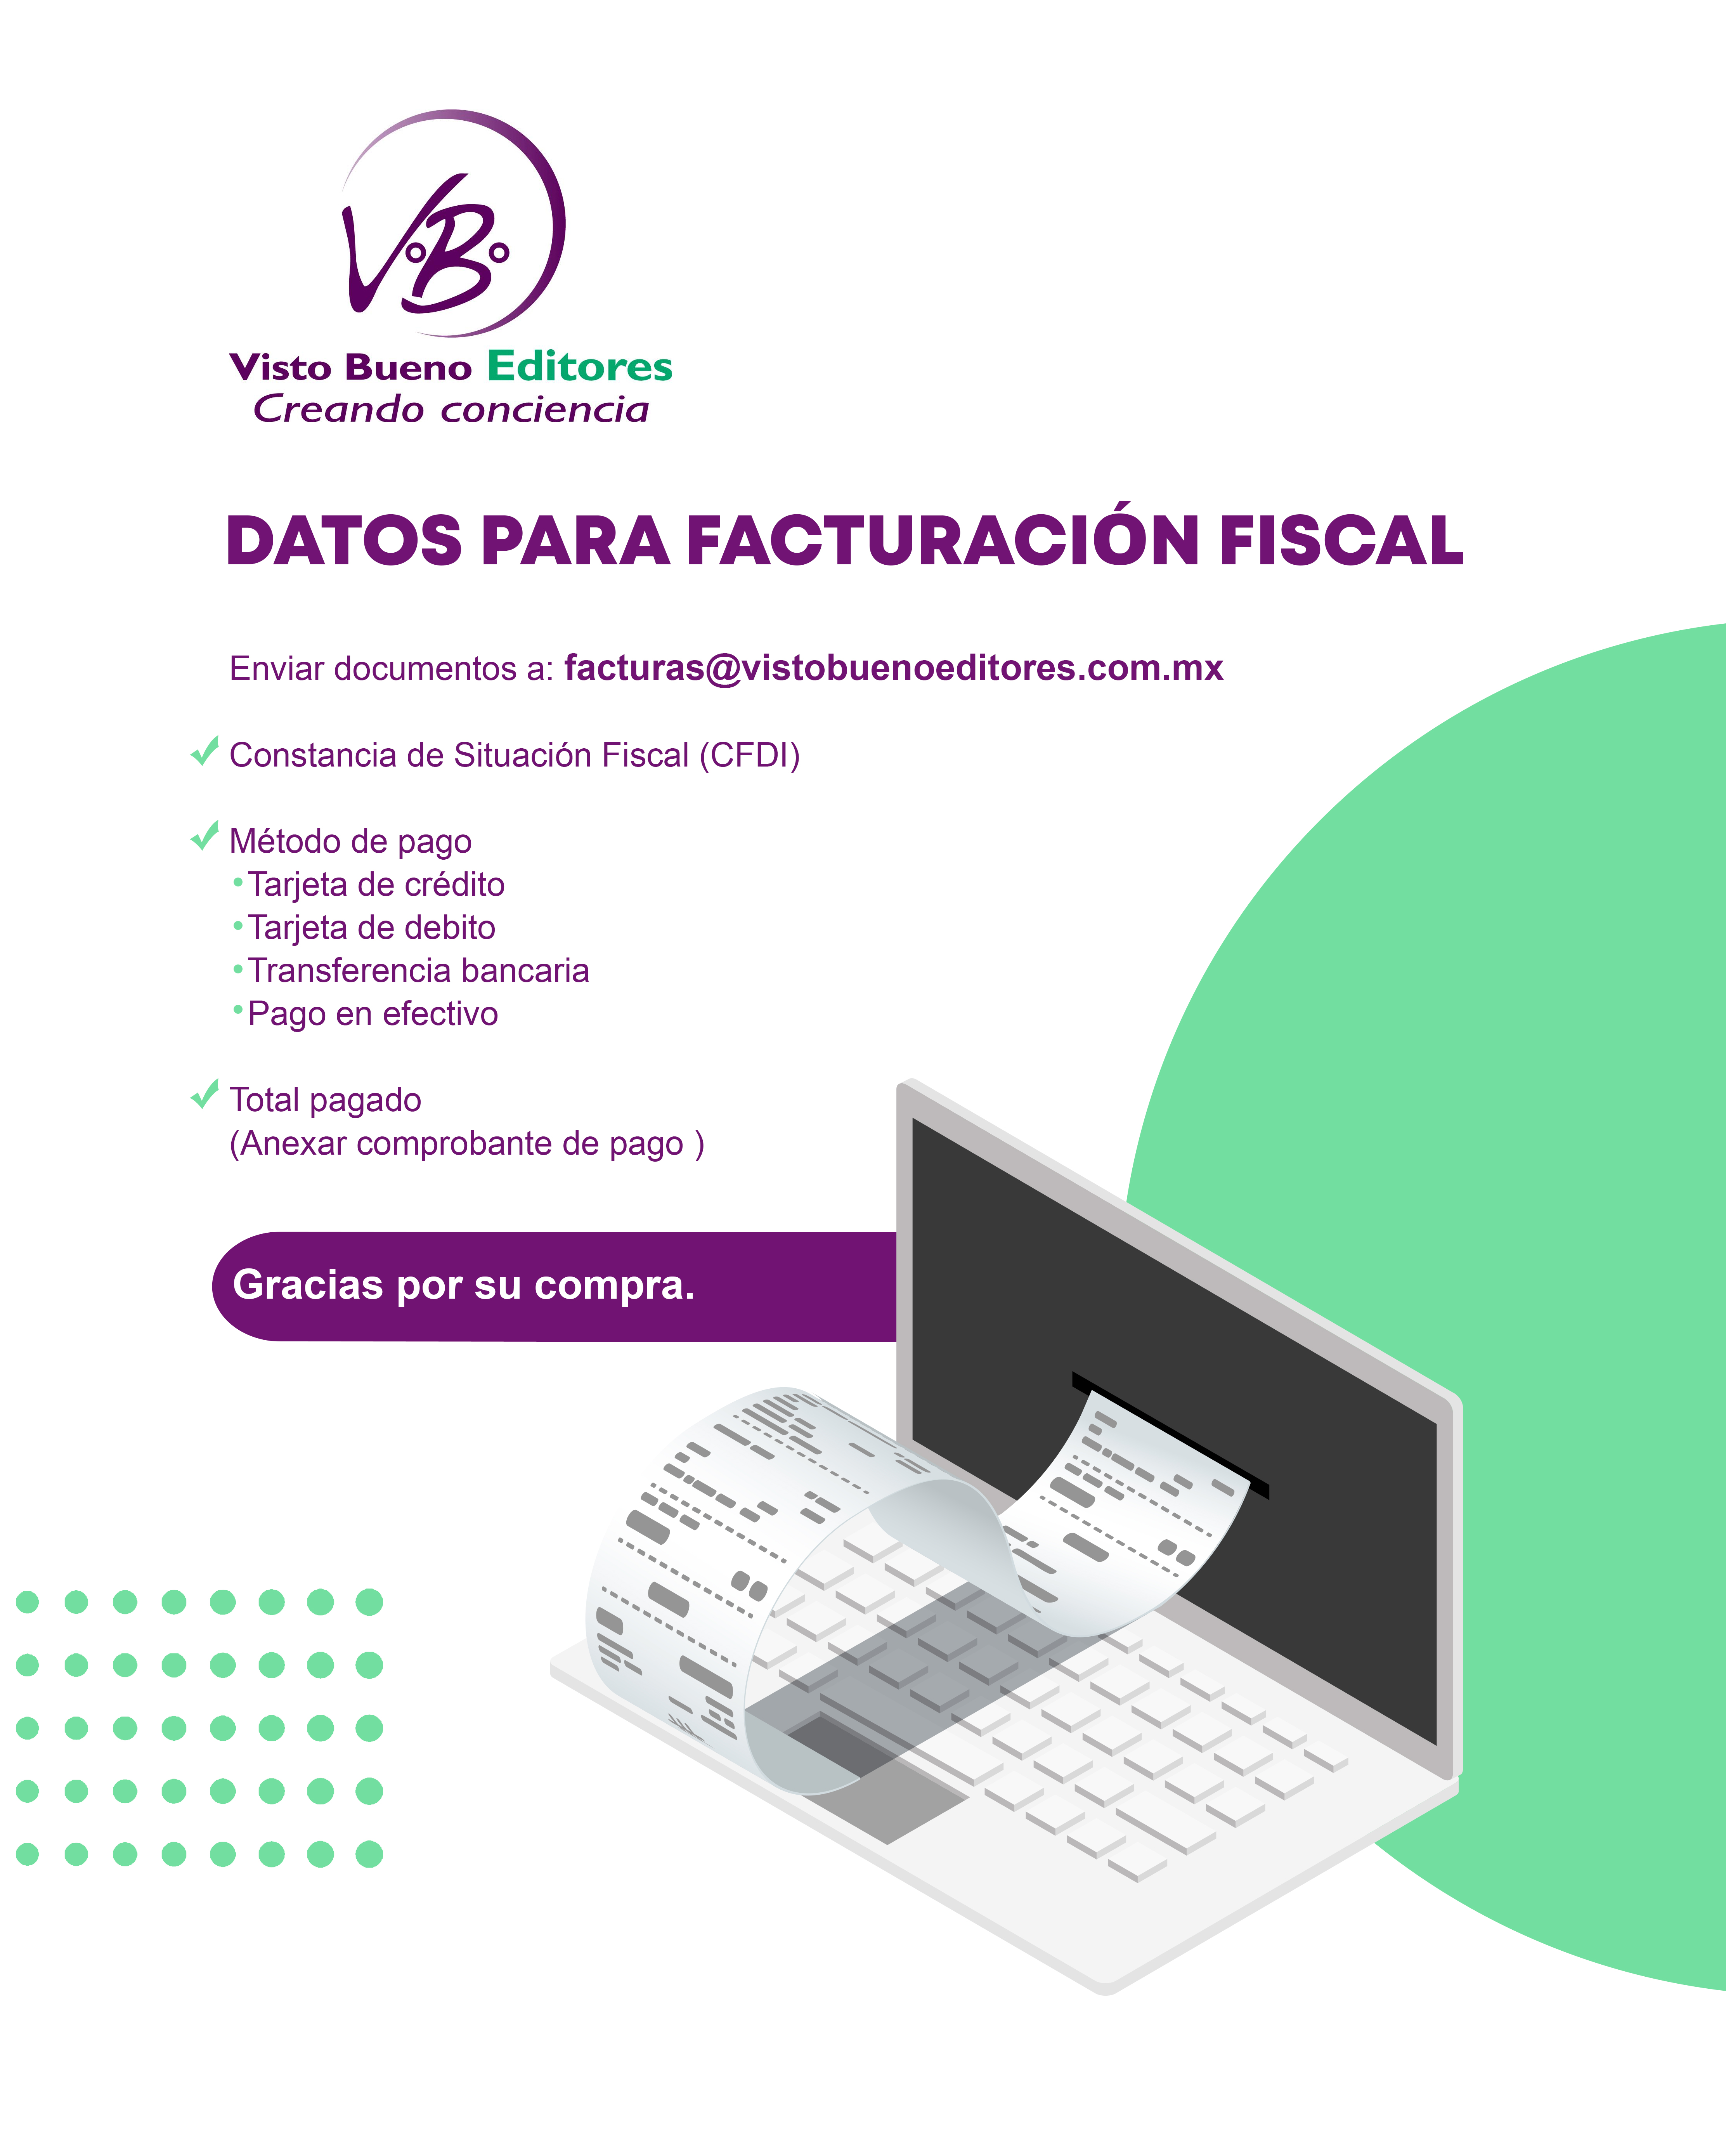 V.B.
Visto Bueno Editores
Creando conciencia
DATOS PARA FACTURACIÓN FISCAL
Enviar documentos a: facturas@vistobuenoeditores.com.mx
Constancia de Situación Fiscal (CFDI)
Método de pago
•Tarjeta de crédito
•Tarjeta de debito
•Transferencia bancaria
•Pago en efectivo
Total pagado
(Anexar comprobante de pago )
Gracias por su compra.